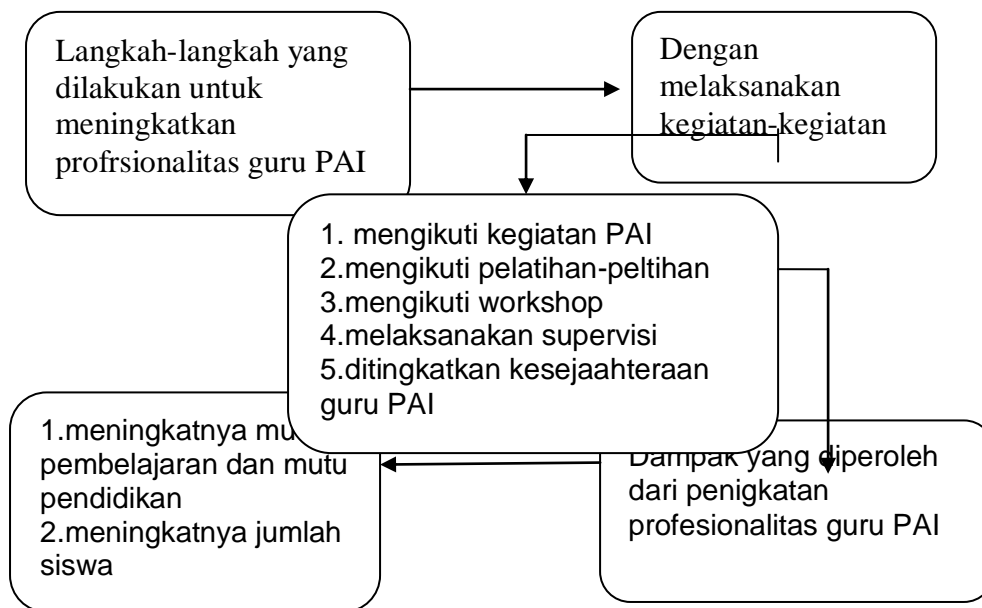 Langkah-langkah yang
dilakukan untuk
meningkatkan
profrsionalitas guru PAI
Dengan
melaksanakan
kegiatan-kegiatan
1. mengikuti kegiatan PAI
2.mengikuti pelatihan-peltihan
3.mengikuti workshop
4.melaksanakan supervisi
5.ditingkatkan kesejaahteraan
guru PAI
Dampak yang diperoleh
dari penigkatan
profesionalitas guru PAI
1.meningkatnya mu
pembelajaran dan mutu
pendidikan
2.meningkatnya jumlah
siswa